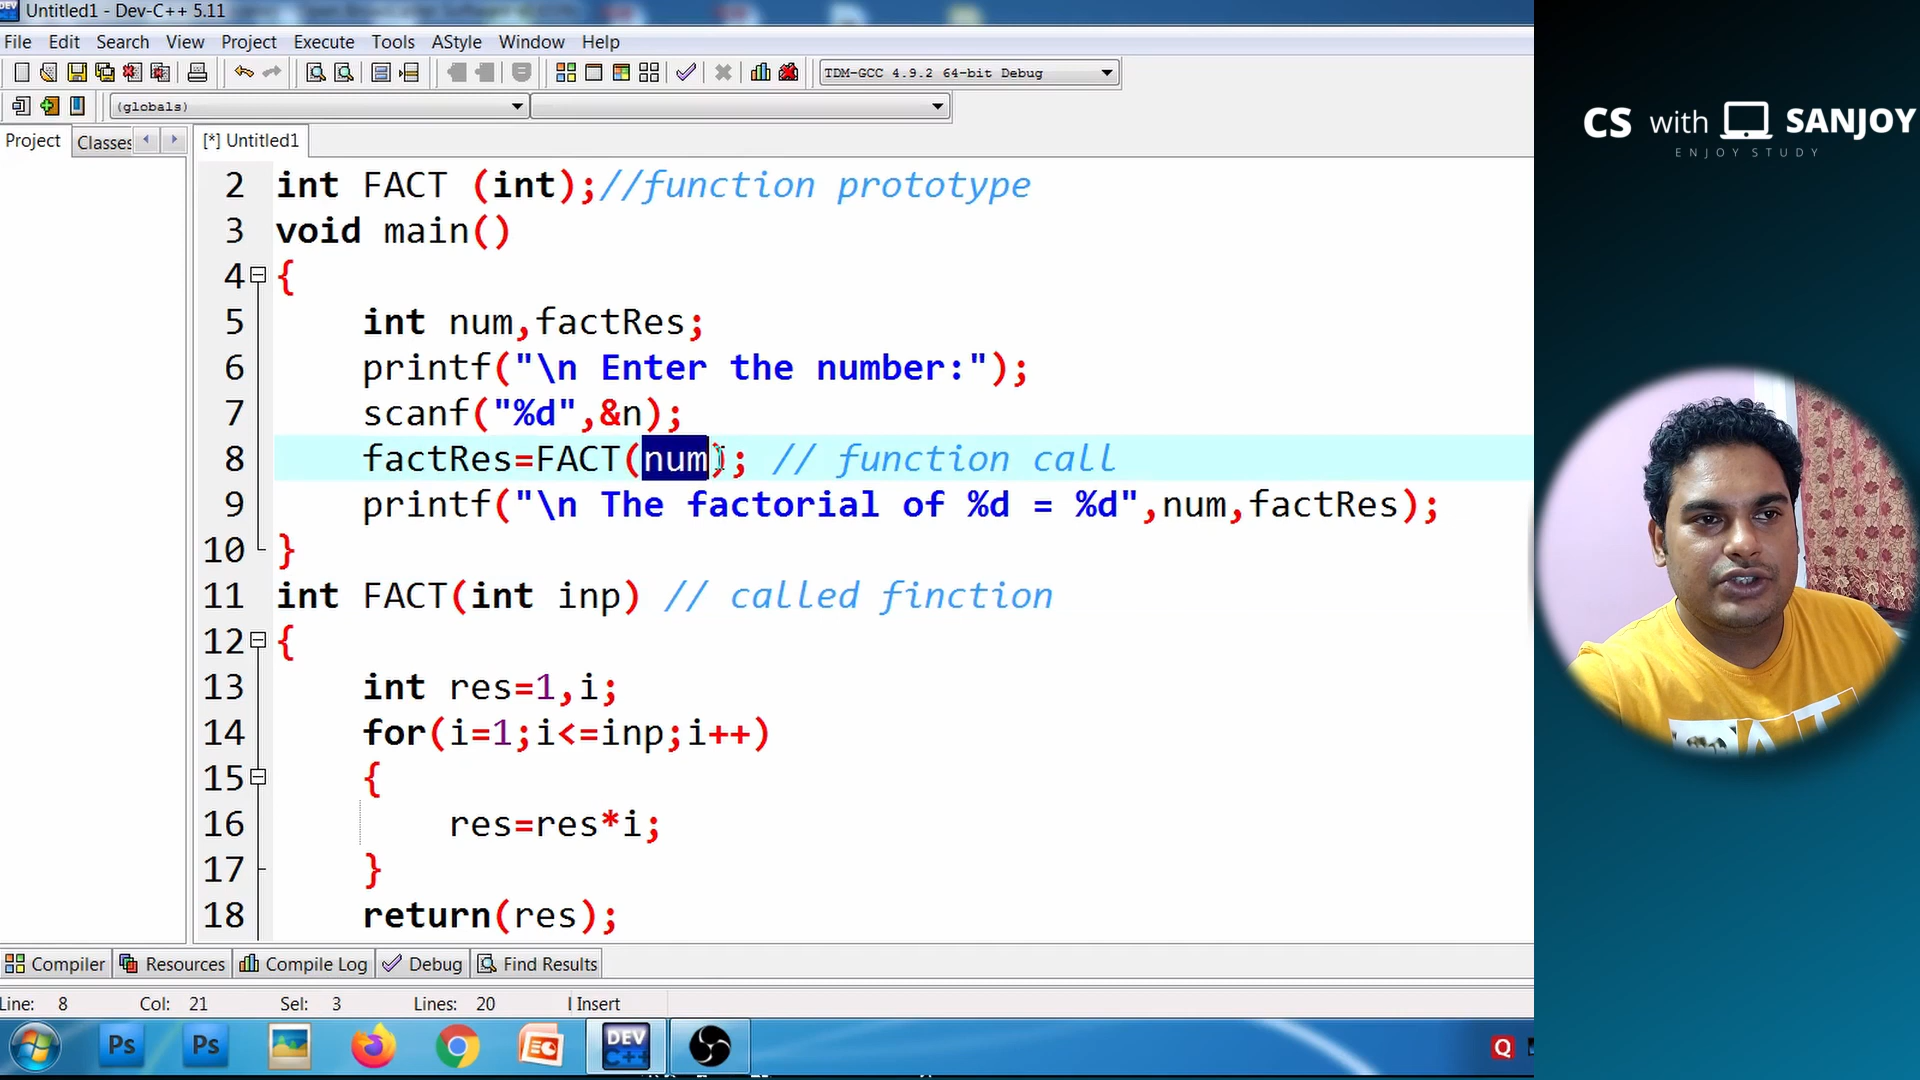 Untitled1 - Dev-C++ 5.11
File Edit Search View Project Execute Tools AStyle Window Help
TDM-GCC 4.9.2 64-bit Debug
(globals)
Project Classes [*] Untitled1
2 int FACT (int);//function prototype
3 void main()
4 {
5 int num,factRes;
6 printf("\n Enter the number:");
7 scanf("%d",&n);
8 factRes=FACT(num); // function call
9 printf("\n The factorial of %d = %d",num,factRes);
10 }
11 int FACT(int inp) // called finction
12 {
13 int res=1,i;
14 for(i=1;i<=inp;i++)
15 {
16 res=res*i;
17 }
18 return(res);
Compiler Resources Compile Log Debug Find Results
Line: 8 Col: 21 Sel: 3 Lines: 20 Insert
Ps Ps DEV C++ Q
CS with SANJOY
ENJOY STUDY